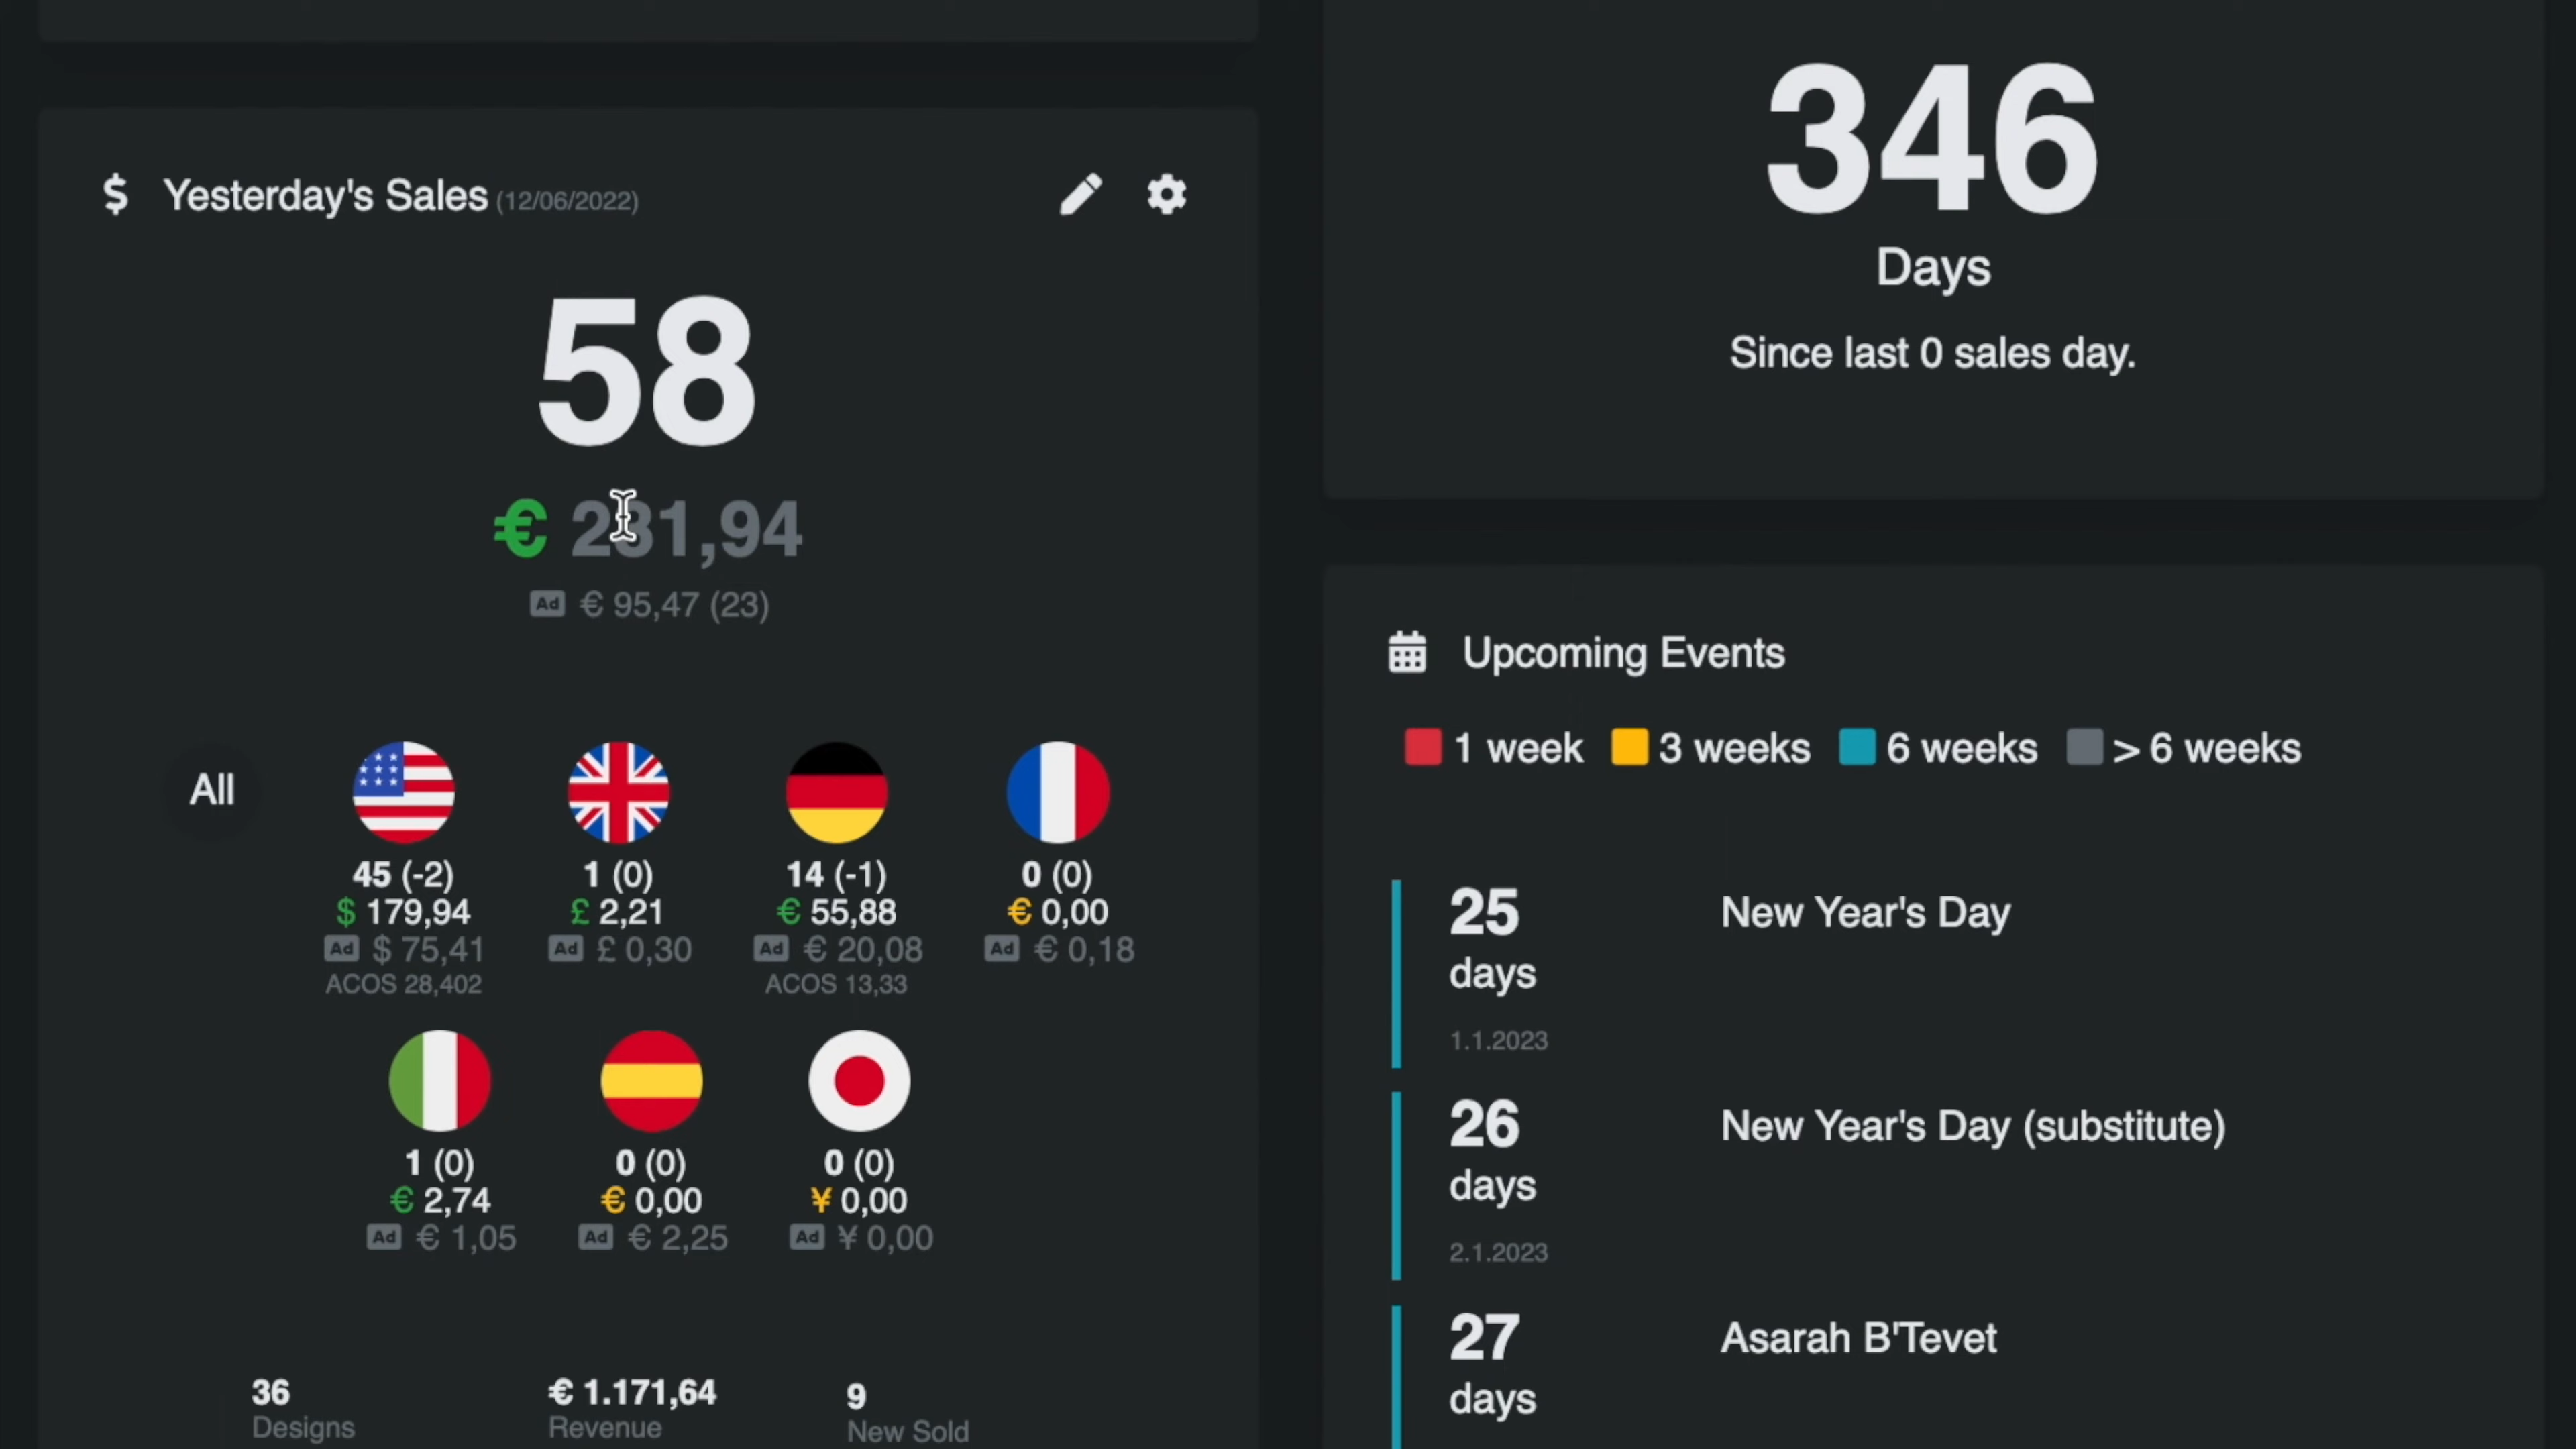 $ Yesterday's Sales (12/06/2022)
58
€ 231,94
Ad € 95,47 (23)
All
45 (-2)
$ 179,94
Ad $ 75,41
ACOS 28,402
1 (0)
£ 2,21
Ad £ 0,30
14 (-1)
€ 55,88
Ad € 20,08
ACOS 13,33
0 (0)
€ 0,00
Ad € 0,18
1 (0)
€ 2,74
Ad € 1,05
0 (0)
€ 0,00
Ad € 2,25
0 (0)
¥ 0,00
Ad ¥ 0,00
36
Designs
€ 1.171,64
Revenue
9
New Sold
346
Days
Since last 0 sales day.
Upcoming Events
1 week 3 weeks 6 weeks > 6 weeks
25
days
1.1.2023
New Year's Day
26
days
2.1.2023
New Year's Day (substitute)
27
days
Asarah B'Tevet